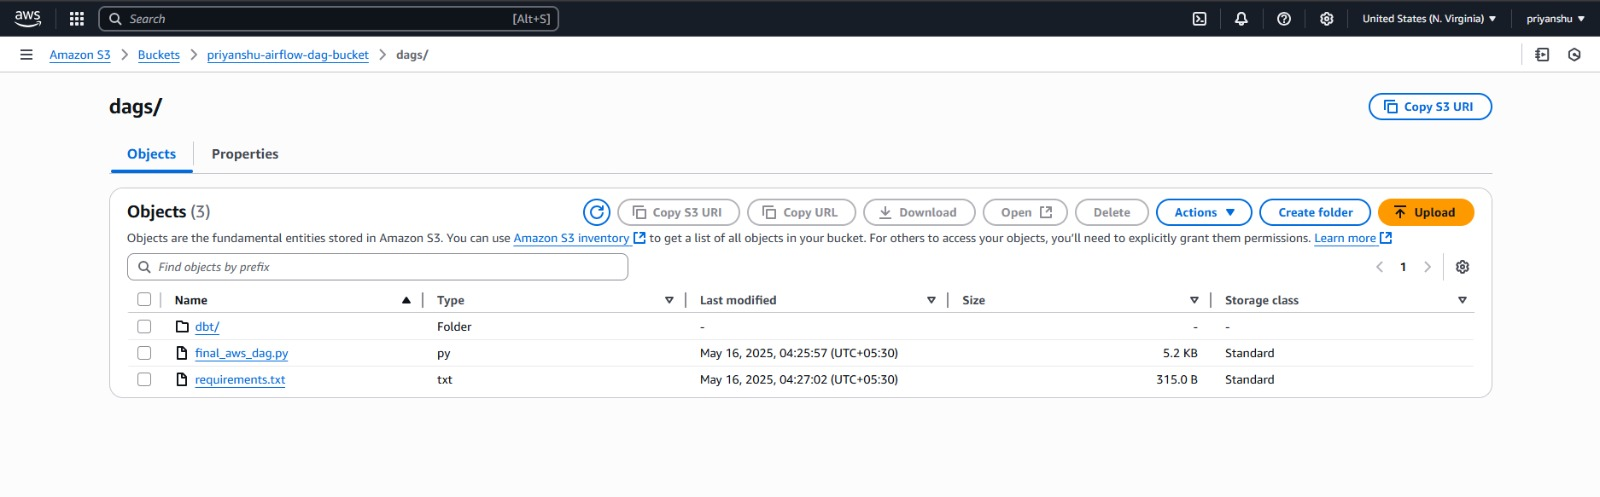 aws Search [Alt+S] United States (N. Virginia) priyanshu
Amazon S3 > Buckets > priyanshu-airflow-dag-bucket > dags/
dags/
Copy S3 URI
Objects Properties
Objects (3) Copy S3 URI Copy URL Download Open Delete Actions Create folder Upload
Objects are the fundamental entities stored in Amazon S3. You can use Amazon S3 inventory to get a list of all objects in your bucket. For others to access your objects, you'll need to explicitly grant them permissions. Learn more
Find objects by prefix 1
Name Type Last modified Size Storage class
dbt/ Folder - - -
final_aws_dag.py py May 16, 2025, 04:25:57 (UTC+05:30) 5.2 KB Standard
requirements.txt txt May 16, 2025, 04:27:02 (UTC+05:30) 315.0 B Standard